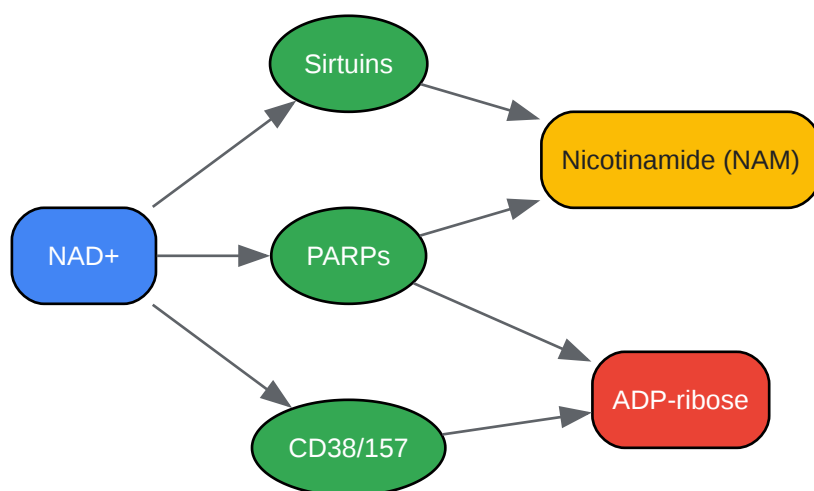 Sirtuins
Nicotinamide (NAM)
NAD+
PARPs
ADP-ribose
CD38/157